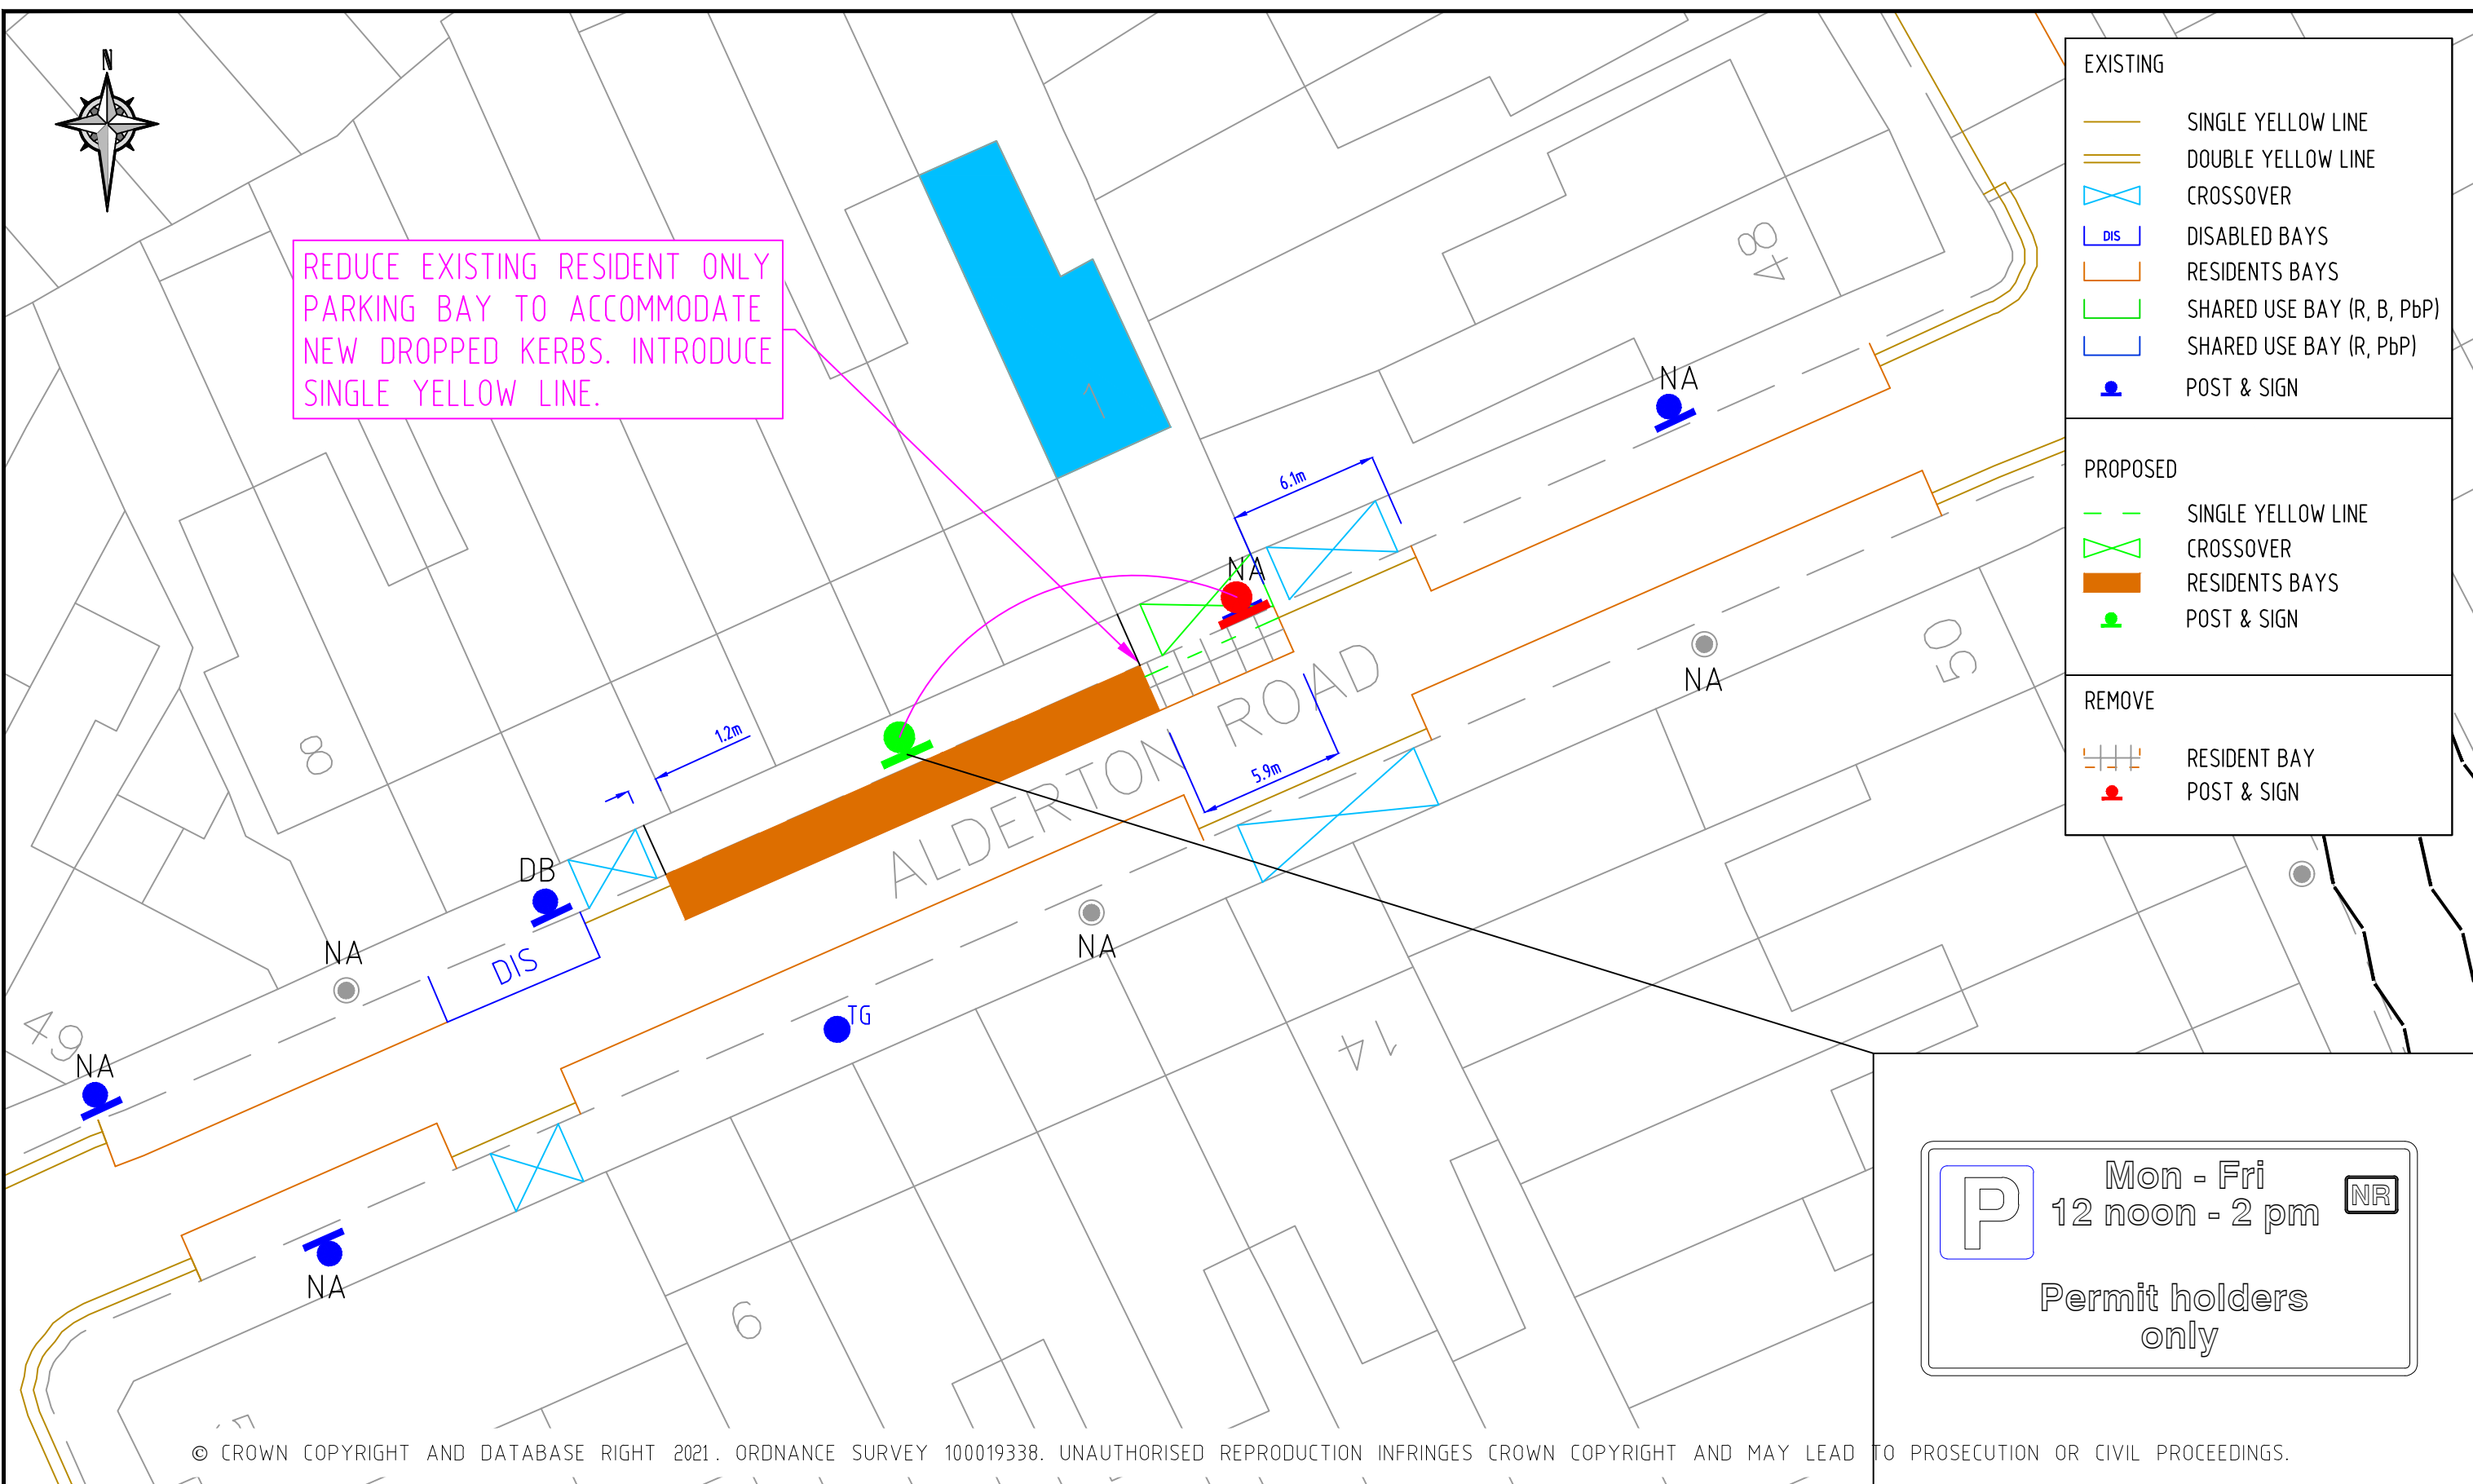 N
REDUCE EXISTING RESIDENT ONLY
PARKING BAY TO ACCOMMODATE
NEW DROPPED KERBS. INTRODUCE
SINGLE YELLOW LINE.
EXISTING
SINGLE YELLOW LINE
DOUBLE YELLOW LINE
CROSSOVER
DIS DISABLED BAYS
RESIDENTS BAYS
SHARED USE BAY (R, B, PbP)
SHARED USE BAY (R, PbP)
POST & SIGN
PROPOSED
SINGLE YELLOW LINE
CROSSOVER
RESIDENTS BAYS
POST & SIGN
REMOVE
RESIDENT BAY
POST & SIGN
48
NA
7
6.1m
NA
NA
50
8
1.2m
ALDERTON ROAD
5.9m
DB
NA
DIS
NA
49
NA
TG
14
NA
9
Mon - Fri
12 noon - 2 pm
P
NR
Permit holders
only
© CROWN COPYRIGHT AND DATABASE RIGHT 2021. ORDNANCE SURVEY 100019338. UNAUTHORISED REPRODUCTION INFRINGES CROWN COPYRIGHT AND MAY LEAD TO PROSECUTION OR CIVIL PROCEEDINGS.